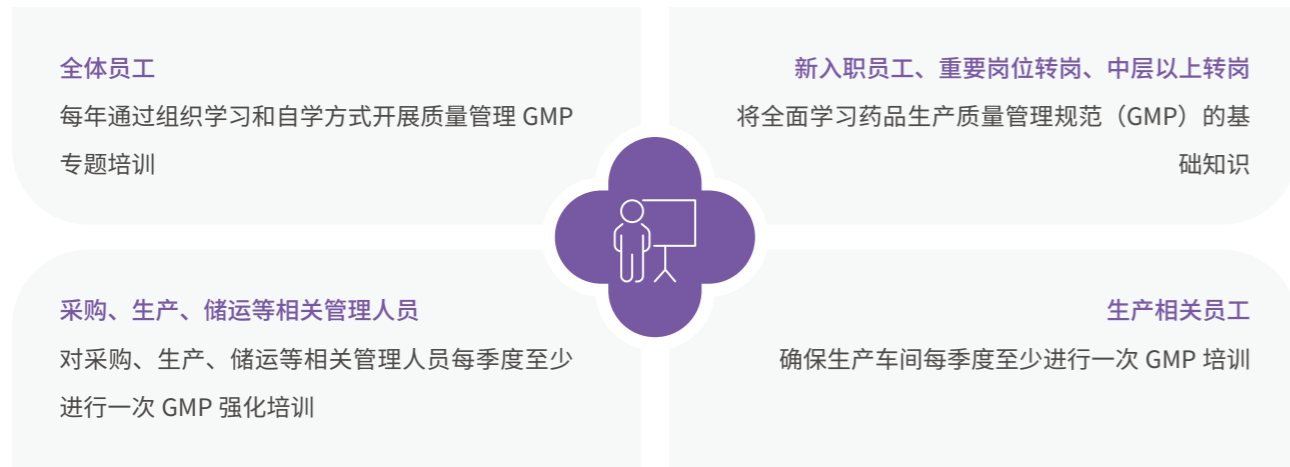 全体员工
每年通过组织学习和自学方式开展质量管理 GMP
专题培训
新入职员工、重要岗位转岗、中层以上转岗
将全面学习药品生产质量管理规范（GMP）的基
础知识
采购、生产、储运等相关管理人员
对采购、生产、储运等相关管理人员每季度至少
进行一次 GMP 强化培训
生产相关员工
确保生产车间每季度至少进行一次 GMP 培训